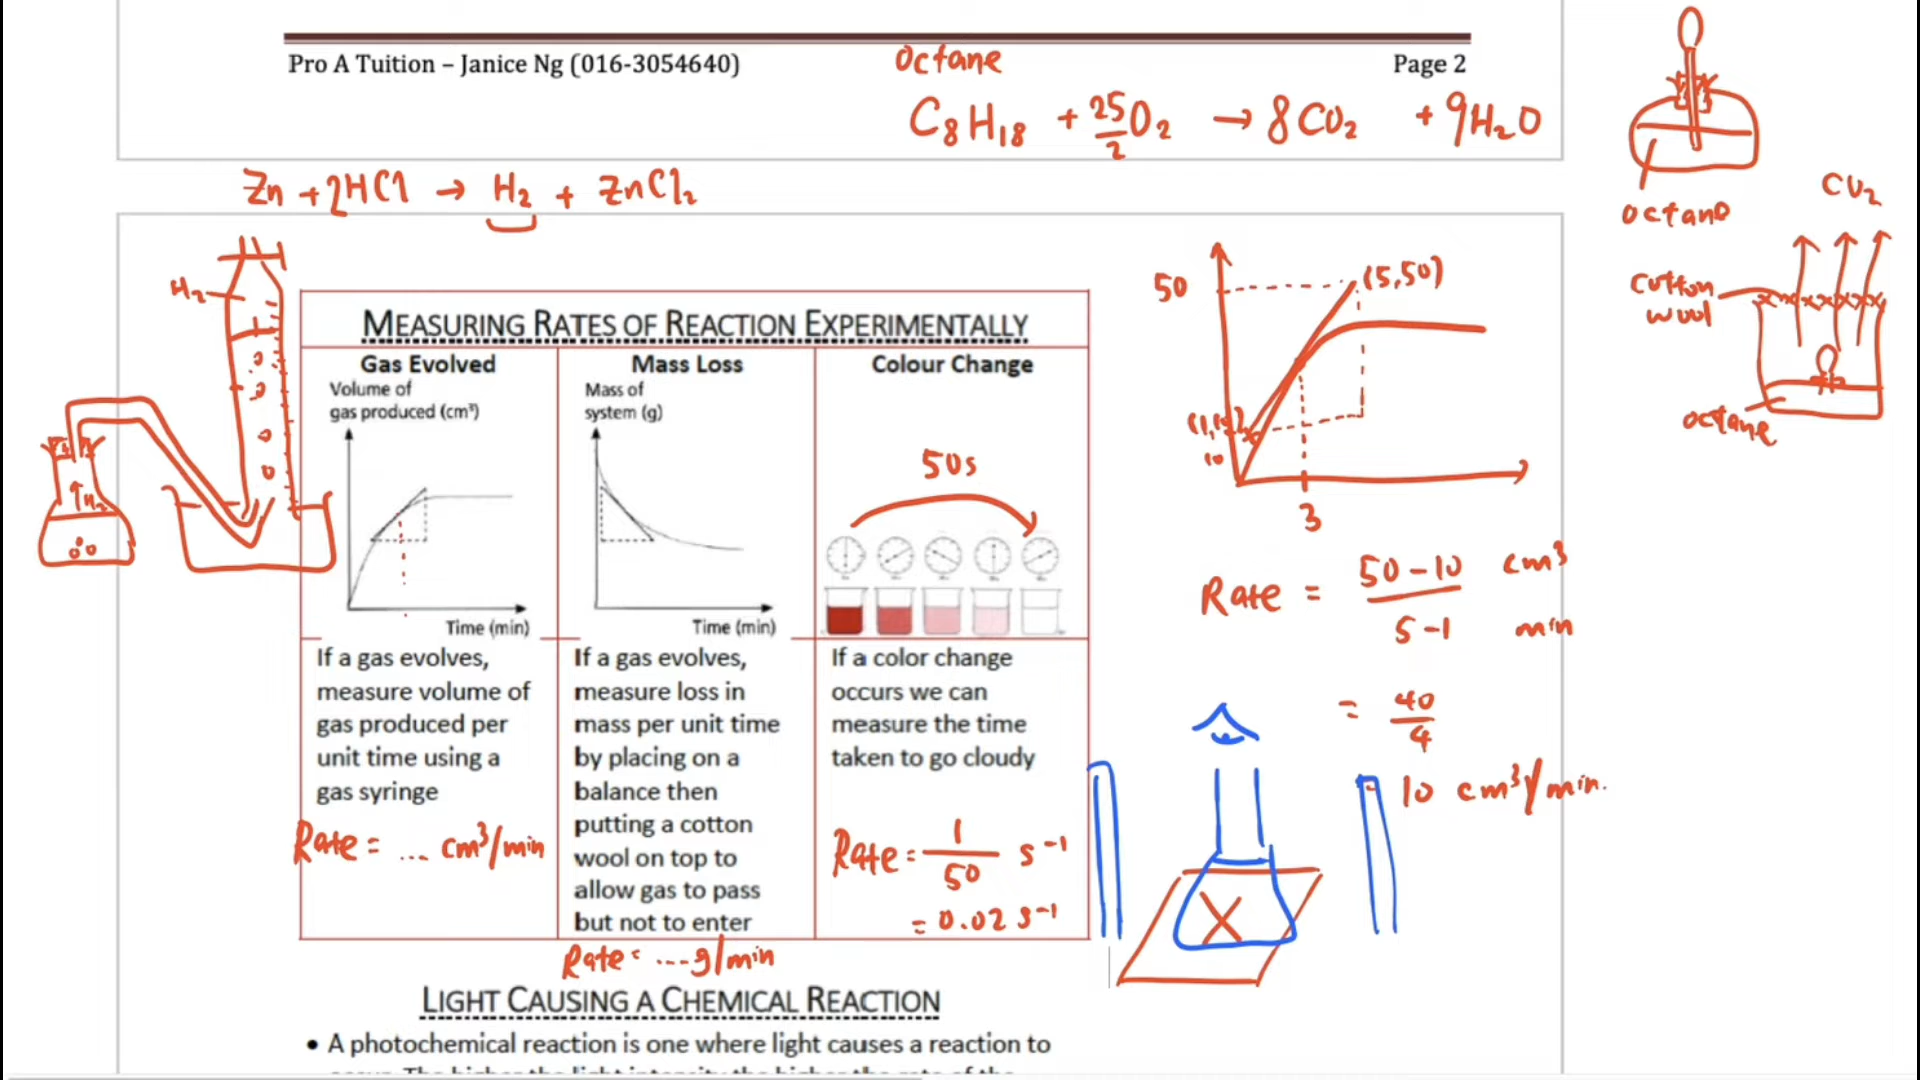 Pro A Tuition – Janice Ng (016-3054640)
Octane
Page 2
C8H18 + 25/2 O2 → 8CO2 + 9H2O
Zn + 2HCl → H2 + ZnCl2
H2
MEASURING RATES OF REACTION EXPERIMENTALLY
Gas Evolved
Volume of
gas produced (cm³)
Time (min)
If a gas evolves,
measure volume of
gas produced per
unit time using a
gas syringe
Rate = ... cm³/min
Mass Loss
Mass of
system (g)
Time (min)
If a gas evolves,
measure loss in
mass per unit time
by placing on a
balance then
putting a cotton
wool on top to
allow gas to pass
but not to enter
Rate = ... g/min
Colour Change
50s
If a color change
occurs we can
measure the time
taken to go cloudy
Rate = 1/50 s⁻¹
= 0.02 s⁻¹
50
(5,50)
10
3
Rate = 50-10 cm³
5-1 min
= 40/4
= 10 cm³/min.
X
octane
CO2
Cotton
wool
octane
LIGHT CAUSING A CHEMICAL REACTION
• A photochemical reaction is one where light causes a reaction to